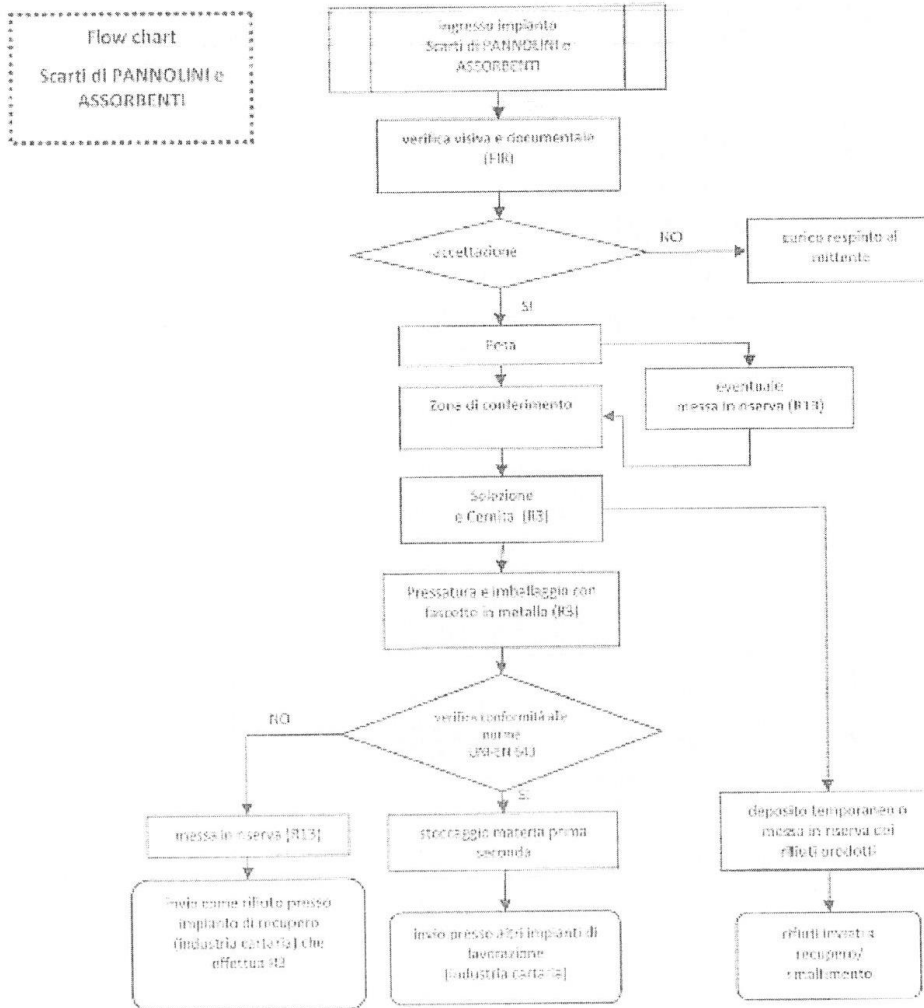 Flow chart
Scarti di PANNOLINI e
ASSORBENTI
ingresso impianto
Scarti di PANNOLINI e
ASSORBENTI
verifica visiva e documentale
(FIR)
accettazione
NO
carico respinto al
mittente
SI
Pesa
eventuale
messa in riserva (R13)
Zona di conferimento
Selezione
e Cernita (R3)
Pressatura e imballaggio con
fascette in metallo (R3)
NO
verifica conformità alle
norme
UNI-EN 643
SI
messa in riserva (R13)
stoccaggio materia prima
seconda
deposito temporaneo o
messa in riserva dei
rifiuti prodotti
invio come rifiuto presso
impianto di recupero
(industria cartaria) che
effettua R3
invio presso altri impianti di
lavorazione
(industria cartaria)
rifiuti inviati a
recupero/
smaltimento